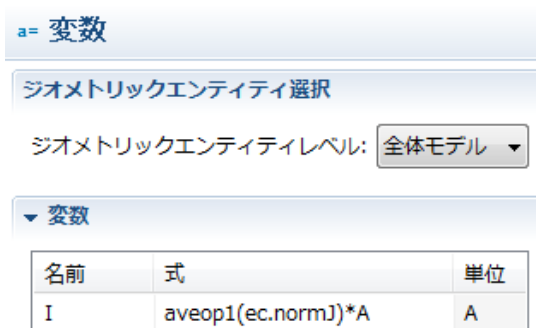 a= 変数
ジオメトリックエンティティ選択
ジオメトリックエンティティレベル: 全体モデル
変数
名前 式 単位
I aveop1(ec.normJ)*A A